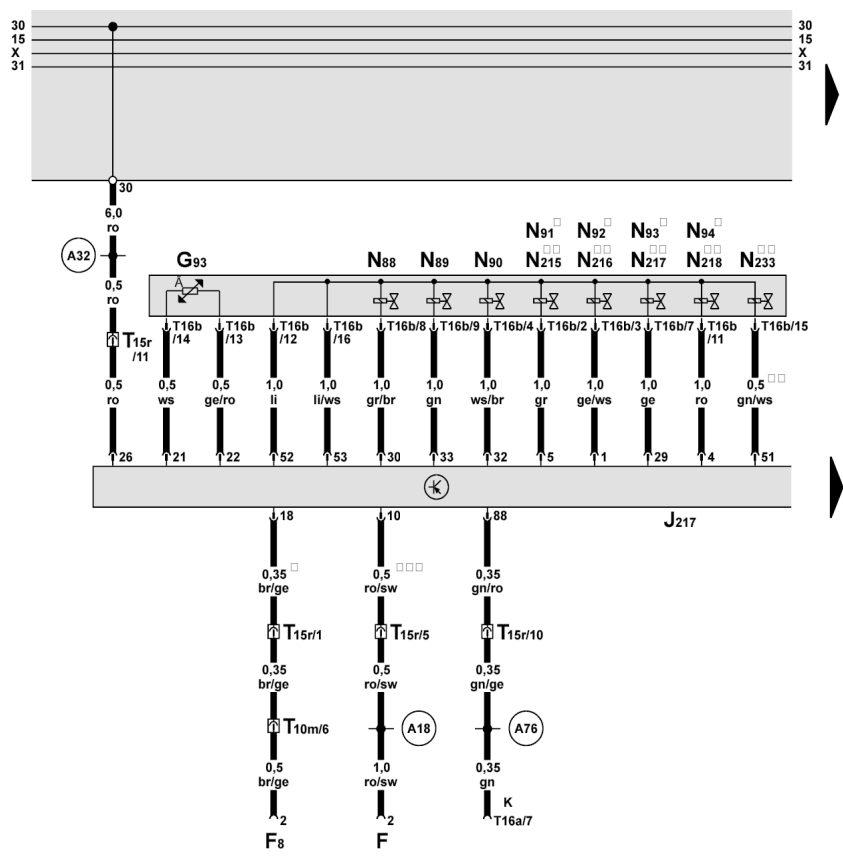 30 30
15 15
X X
31 31
30
6,0
ro
A32
0,5
ro
T15r
/11
G93
N88 N89 N90
N91 N92 N93 N94
N215 N216 N217 N218 N233
A
T16b
/14
T16b
/13
T16b
/12
T16b
/16
T16b/8
T16b/9
T16b/4
T16b/2
T16b/3
T16b/7
T16b
/11
T16b/15
0,5 0,5 0,5 1,0 1,0 1,0 1,0 1,0 1,0 1,0 1,0 1,0 0,5
ro ws ge/ro li li/ws gr/br gn ws/br gr ge/ws ge ro gn/ws
26 21 22 52 53 30 33 32 5 1 29 4 51
J217
18 10 88
0,35 0,5 0,35
br/ge ro/sw gn/ro
T15r/1 T15r/5 T15r/10
0,35 0,5 0,35
br/ge ro/sw gn/ge
T10m/6 A18 A76
0,5 1,0 0,35
br/ge ro/sw gn
K
2 2 T16a/7
F8 F